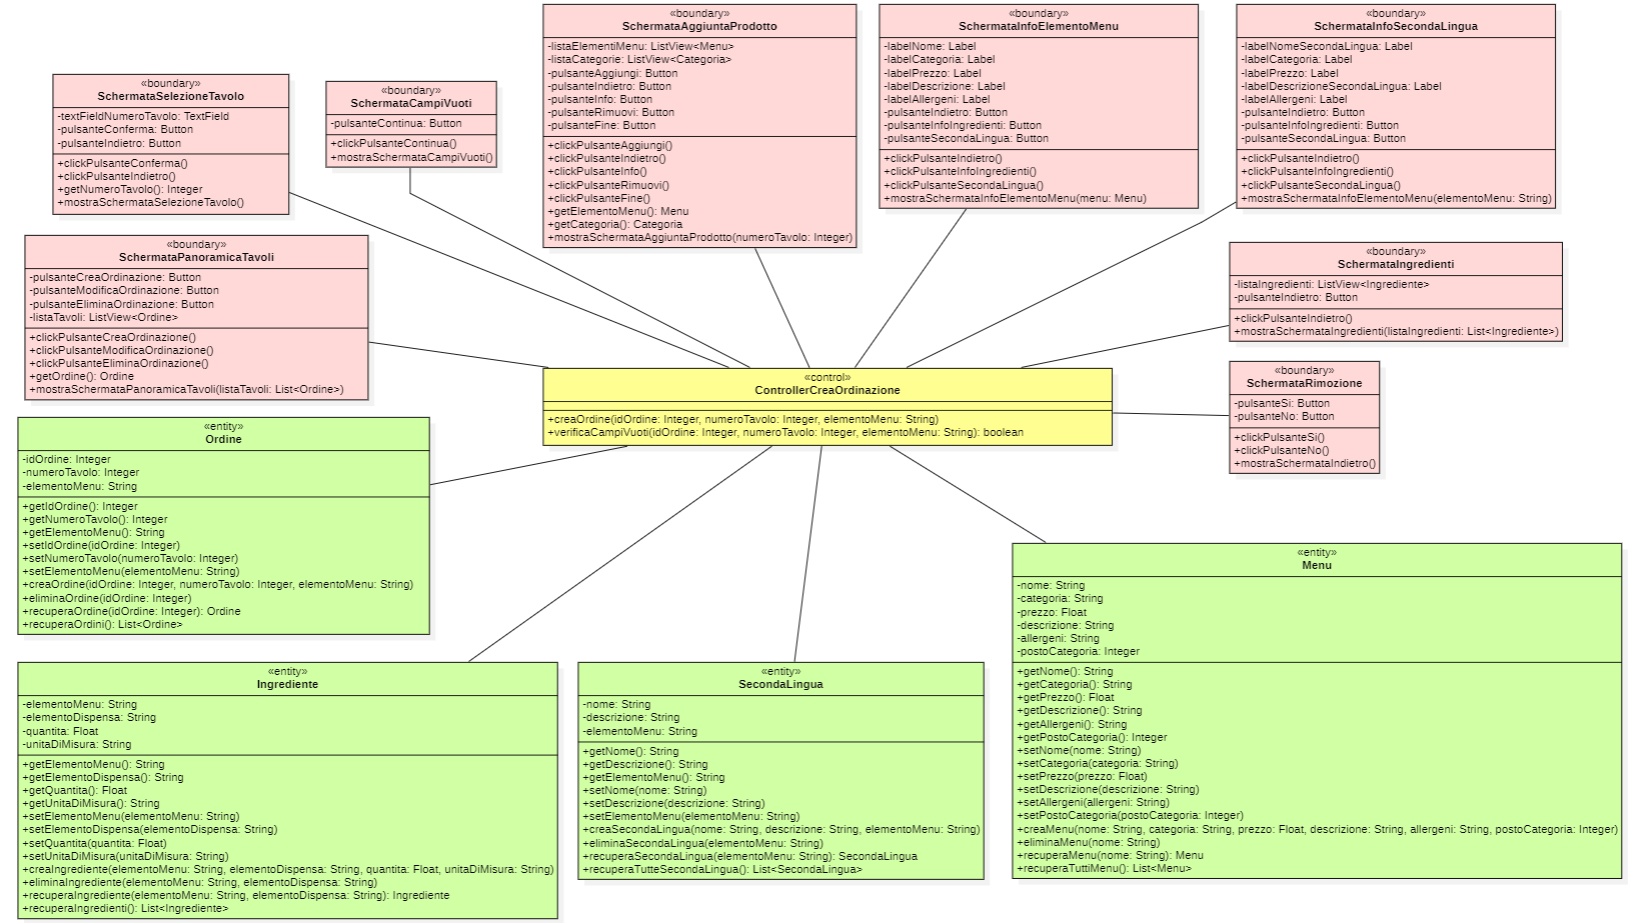 «boundary»
SchermataSelezioneTavolo
-textFieldNumeroTavolo: TextField
-pulsanteConferma: Button
-pulsanteIndietro: Button
+clickPulsanteConferma()
+clickPulsanteIndietro()
+getNumeroTavolo(): Integer
+mostraSchermataSelezioneTavolo()
«boundary»
SchermataCampiVuoti
-pulsanteContinua: Button
+clickPulsanteContinua()
+mostraSchermataCampiVuoti()
«boundary»
SchermataAggiuntaProdotto
-listaElementiMenu: ListView<Menu>
-listaCategorie: ListView<Categoria>
-pulsanteAggiungi: Button
-pulsanteIndietro: Button
-pulsanteInfo: Button
-pulsanteRimuovi: Button
-pulsanteFine: Button
+clickPulsanteAggiungi()
+clickPulsanteIndietro()
+clickPulsanteInfo()
+clickPulsanteRimuovi()
+clickPulsanteFine()
+getElementoMenu(): Menu
+getCategoria(): Categoria
+mostraSchermataAggiuntaProdotto(numeroTavolo: Integer)
«boundary»
SchermataInfoElementoMenu
-labelNome: Label
-labelCategoria: Label
-labelPrezzo: Label
-labelDescrizione: Label
-labelAllergeni: Label
-pulsanteIndietro: Button
-pulsanteInfoIngredienti: Button
-pulsanteSecondaLingua: Button
+clickPulsanteIndietro()
+clickPulsanteInfoIngredienti()
+clickPulsanteSecondaLingua()
+mostraSchermataInfoElementoMenu(menu: Menu)
«boundary»
SchermataInfoSecondaLingua
-labelNomeSecondaLingua: Label
-labelCategoria: Label
-labelPrezzo: Label
-labelDescrizioneSecondaLingua: Label
-labelAllergeni: Label
-pulsanteIndietro: Button
-pulsanteInfoIngredienti: Button
-pulsanteSecondaLingua: Button
+clickPulsanteIndietro()
+clickPulsanteInfoIngredienti()
+clickPulsanteSecondaLingua()
+mostraSchermataInfoElementoMenu(elementoMenu: String)
«boundary»
SchermataPanoramicaTavoli
-pulsanteCreaOrdinazione: Button
-pulsanteModificaOrdinazione: Button
-pulsanteEliminaOrdinazione: Button
-listaTavoli: ListView<Ordine>
+clickPulsanteCreaOrdinazione()
+clickPulsanteModificaOrdinazione()
+clickPulsanteEliminaOrdinazione()
+getOrdine(): Ordine
+mostraSchermataPanoramicaTavoli(listaTavoli: List<Ordine>)
«boundary»
SchermataIngredienti
-listaIngredienti: ListView<Ingrediente>
-pulsanteIndietro: Button
+clickPulsanteIndietro()
+mostraSchermataIngredienti(listaIngredienti: List<Ingrediente>)
«control»
ControllerCreaOrdinazione
+creaOrdine(idOrdine: Integer, numeroTavolo: Integer, elementoMenu: String)
+verificaCampiVuoti(idOrdine: Integer, numeroTavolo: Integer, elementoMenu: String): boolean
«boundary»
SchermataRimozione
-pulsanteSi: Button
-pulsanteNo: Button
+clickPulsanteSi()
+clickPulsanteNo()
+mostraSchermataIndietro()
«entity»
Ordine
-idOrdine: Integer
-numeroTavolo: Integer
-elementoMenu: String
+getIdOrdine(): Integer
+getNumeroTavolo(): Integer
+getElementoMenu(): String
+setIdOrdine(idOrdine: Integer)
+setNumeroTavolo(numeroTavolo: Integer)
+setElementoMenu(elementoMenu: String)
+creaOrdine(idOrdine: Integer, numeroTavolo: Integer, elementoMenu: String)
+eliminaOrdine(idOrdine: Integer)
+recuperaOrdine(idOrdine: Integer): Ordine
+recuperaOrdini(): List<Ordine>
«entity»
Ingrediente
-elementoMenu: String
-elementoDispensa: String
-quantita: Float
-unitaDiMisura: String
+getElementoMenu(): String
+getElementoDispensa(): String
+getQuantita(): Float
+getUnitaDiMisura(): String
+setElementoMenu(elementoMenu: String)
+setElementoDispensa(elementoDispensa: String)
+setQuantita(quantita: Float)
+setUnitaDiMisura(unitaDiMisura: String)
+creaIngrediente(elementoMenu: String, elementoDispensa: String, quantita: Float, unitaDiMisura: String)
+eliminaIngrediente(elementoMenu: String, elementoDispensa: String)
+recuperaIngrediente(elementoMenu: String, elementoDispensa: String): Ingrediente
+recuperaIngredienti(): List<Ingrediente>
«entity»
SecondaLingua
-nome: String
-descrizione: String
-elementoMenu: String
+getNome(): String
+getDescrizione(): String
+getElementoMenu(): String
+setNome(nome: String)
+setDescrizione(descrizione: String)
+setElementoMenu(elementoMenu: String)
+creaSecondaLingua(nome: String, descrizione: String, elementoMenu: String)
+eliminaSecondaLingua(elementoMenu: String)
+recuperaSecondaLingua(elementoMenu: String): SecondaLingua
+recuperaTutteSecondaLingua(): List<SecondaLingua>
«entity»
Menu
-nome: String
-categoria: String
-prezzo: Float
-descrizione: String
-allergeni: String
-postoCategoria: Integer
+getNome(): String
+getCategoria(): String
+getPrezzo(): Float
+getDescrizione(): String
+getAllergeni(): String
+getPostoCategoria(): Integer
+setNome(nome: String)
+setCategoria(categoria: String)
+setPrezzo(prezzo: Float)
+setDescrizione(descrizione: String)
+setAllergeni(allergeni: String)
+setPostoCategoria(postoCategoria: Integer)
+creaMenu(nome: String, categoria: String, prezzo: Float, descrizione: String, allergeni: String, postoCategoria: Integer)
+eliminaMenu(nome: String)
+recuperaMenu(nome: String): Menu
+recuperaTuttiMenu(): List<Menu>